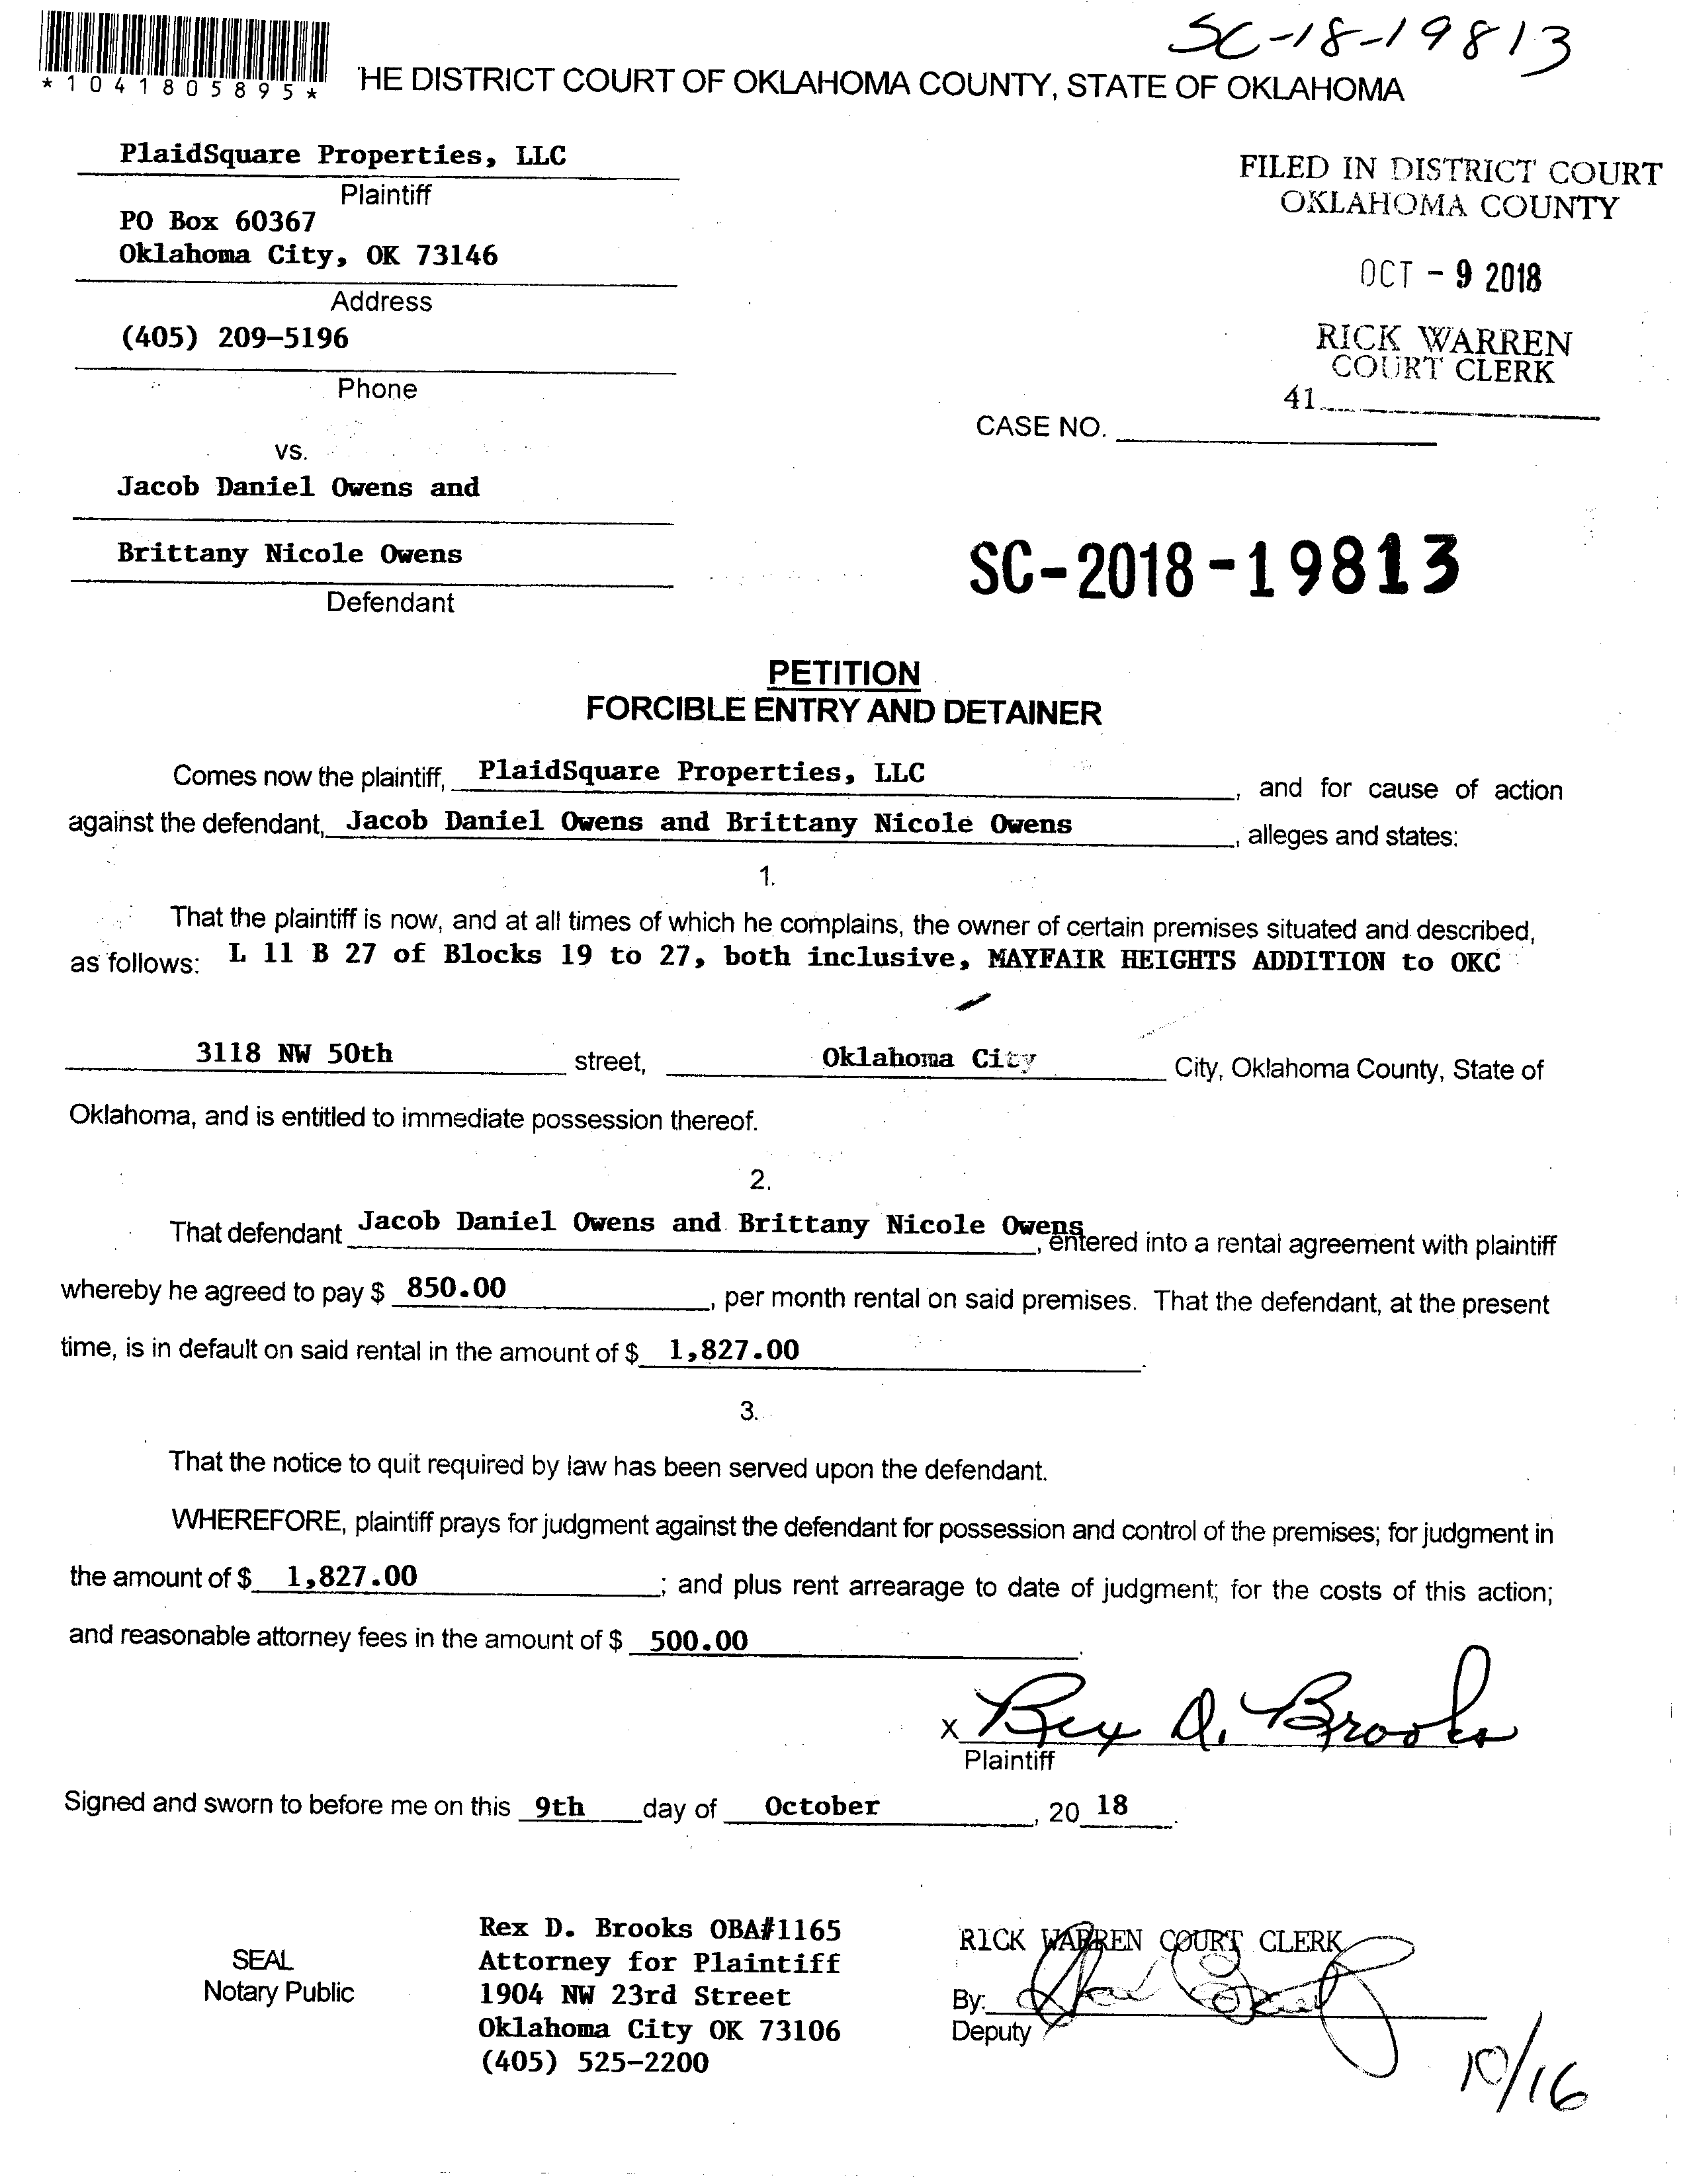 SC-18-19813
*1041805895*
HE DISTRICT COURT OF OKLAHOMA COUNTY, STATE OF OKLAHOMA
PlaidSquare Properties, LLC
Plaintiff
PO Box 60367
Oklahoma City, OK 73146
Address
(405) 209-5196
Phone
FILED IN DISTRICT COURT
OKLAHOMA COUNTY
OCT - 9 2018
RICK WARREN
COURT CLERK
41
CASE NO.
vs.
Jacob Daniel Owens and
Brittany Nicole Owens
Defendant
SC-2018-19813
PETITION
FORCIBLE ENTRY AND DETAINER
Comes now the plaintiff, PlaidSquare Properties, LLC, and for cause of action
against the defendant, Jacob Daniel Owens and Brittany Nicole Owens, alleges and states:
1.
That the plaintiff is now, and at all times of which he complains, the owner of certain premises situated and described,
as follows: L 11 B 27 of Blocks 19 to 27, both inclusive, MAYFAIR HEIGHTS ADDITION to OKC
3118 NW 50th street, Oklahoma City City, Oklahoma County, State of
Oklahoma, and is entitled to immediate possession thereof.
2.
That defendant Jacob Daniel Owens and Brittany Nicole Owens, entered into a rental agreement with plaintiff
whereby he agreed to pay $ 850.00, per month rental on said premises. That the defendant, at the present
time, is in default on said rental in the amount of $ 1,827.00.
3.
That the notice to quit required by law has been served upon the defendant.
WHEREFORE, plaintiff prays for judgment against the defendant for possession and control of the premises; for judgment in
the amount of $ 1,827.00; and plus rent arrearage to date of judgment; for the costs of this action;
and reasonable attorney fees in the amount of $ 500.00.
X Rex D. Brooks
Plaintiff
Signed and sworn to before me on this 9th day of October, 20 18.
SEAL
Notary Public
Rex D. Brooks OBA#1165
Attorney for Plaintiff
1904 NW 23rd Street
Oklahoma City OK 73106
(405) 525-2200
RICK WARREN COURT CLERK
By:
Deputy
10/16